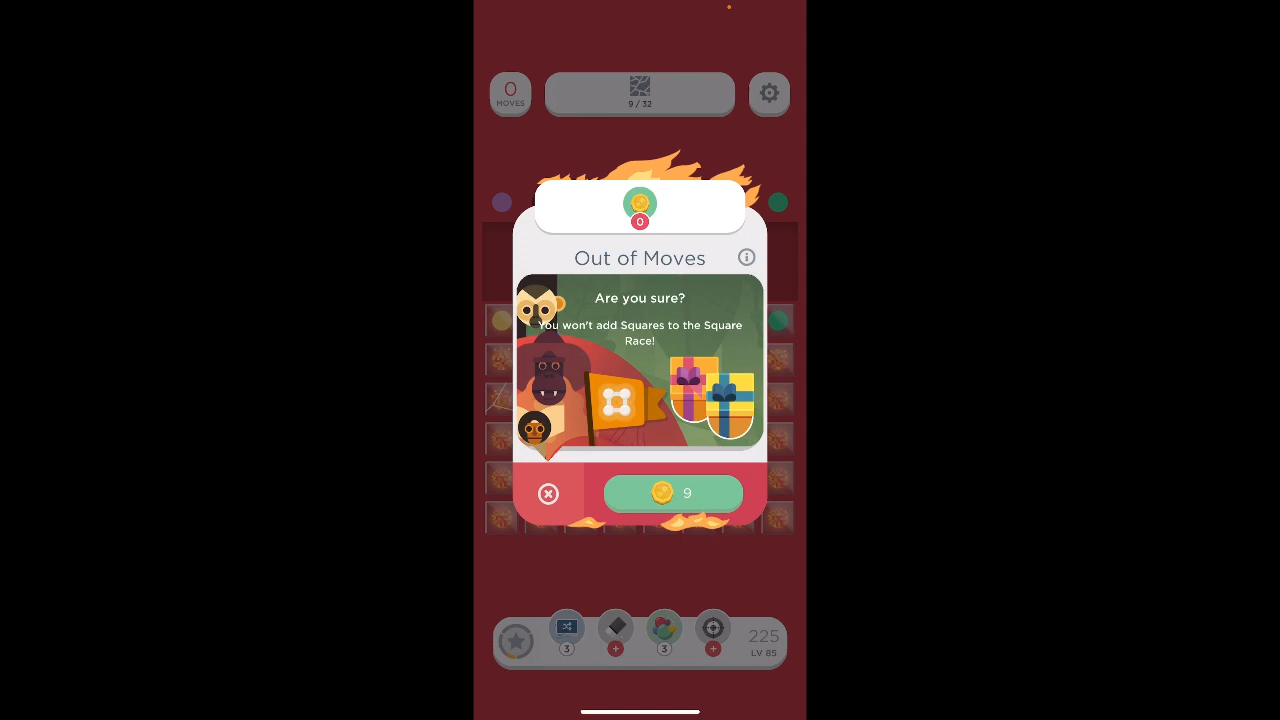 0
MOVES
9 / 32
0
Out of Moves
Are you sure?
You won't add Squares to the Square
Race!
9
3
+
3
+
225
LV 85